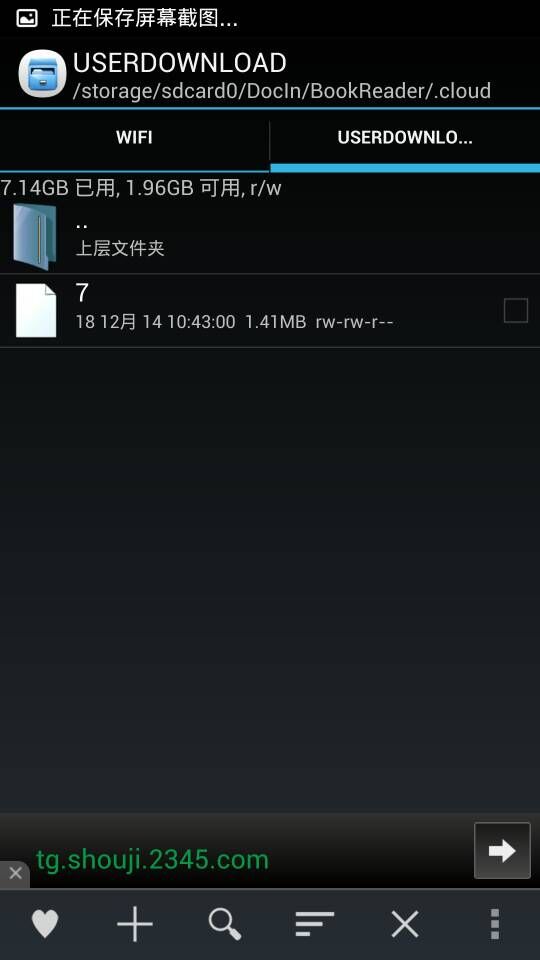 正在保存屏幕截图...
USERDOWNLOAD
/storage/sdcard0/DocIn/BookReader/.cloud
WIFI
USERDOWNLO...
7.14GB 已用, 1.96GB 可用, r/w
..
上层文件夹
7
18 12月 14 10:43:00 1.41MB rw-rw-r--
tg.shouji.2345.com